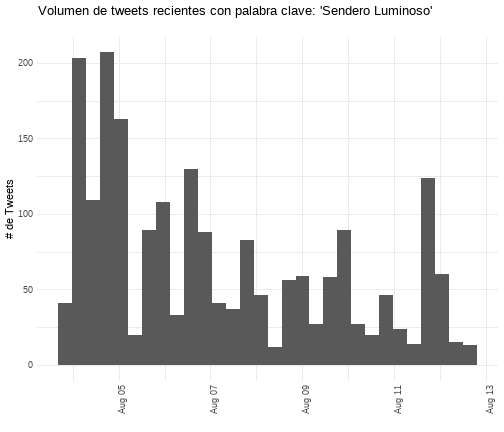 Volumen de tweets recientes con palabra clave: 'Sendero Luminoso'
# de Tweets
200
150
100
50
0
Aug 05
Aug 07
Aug 09
Aug 11
Aug 13